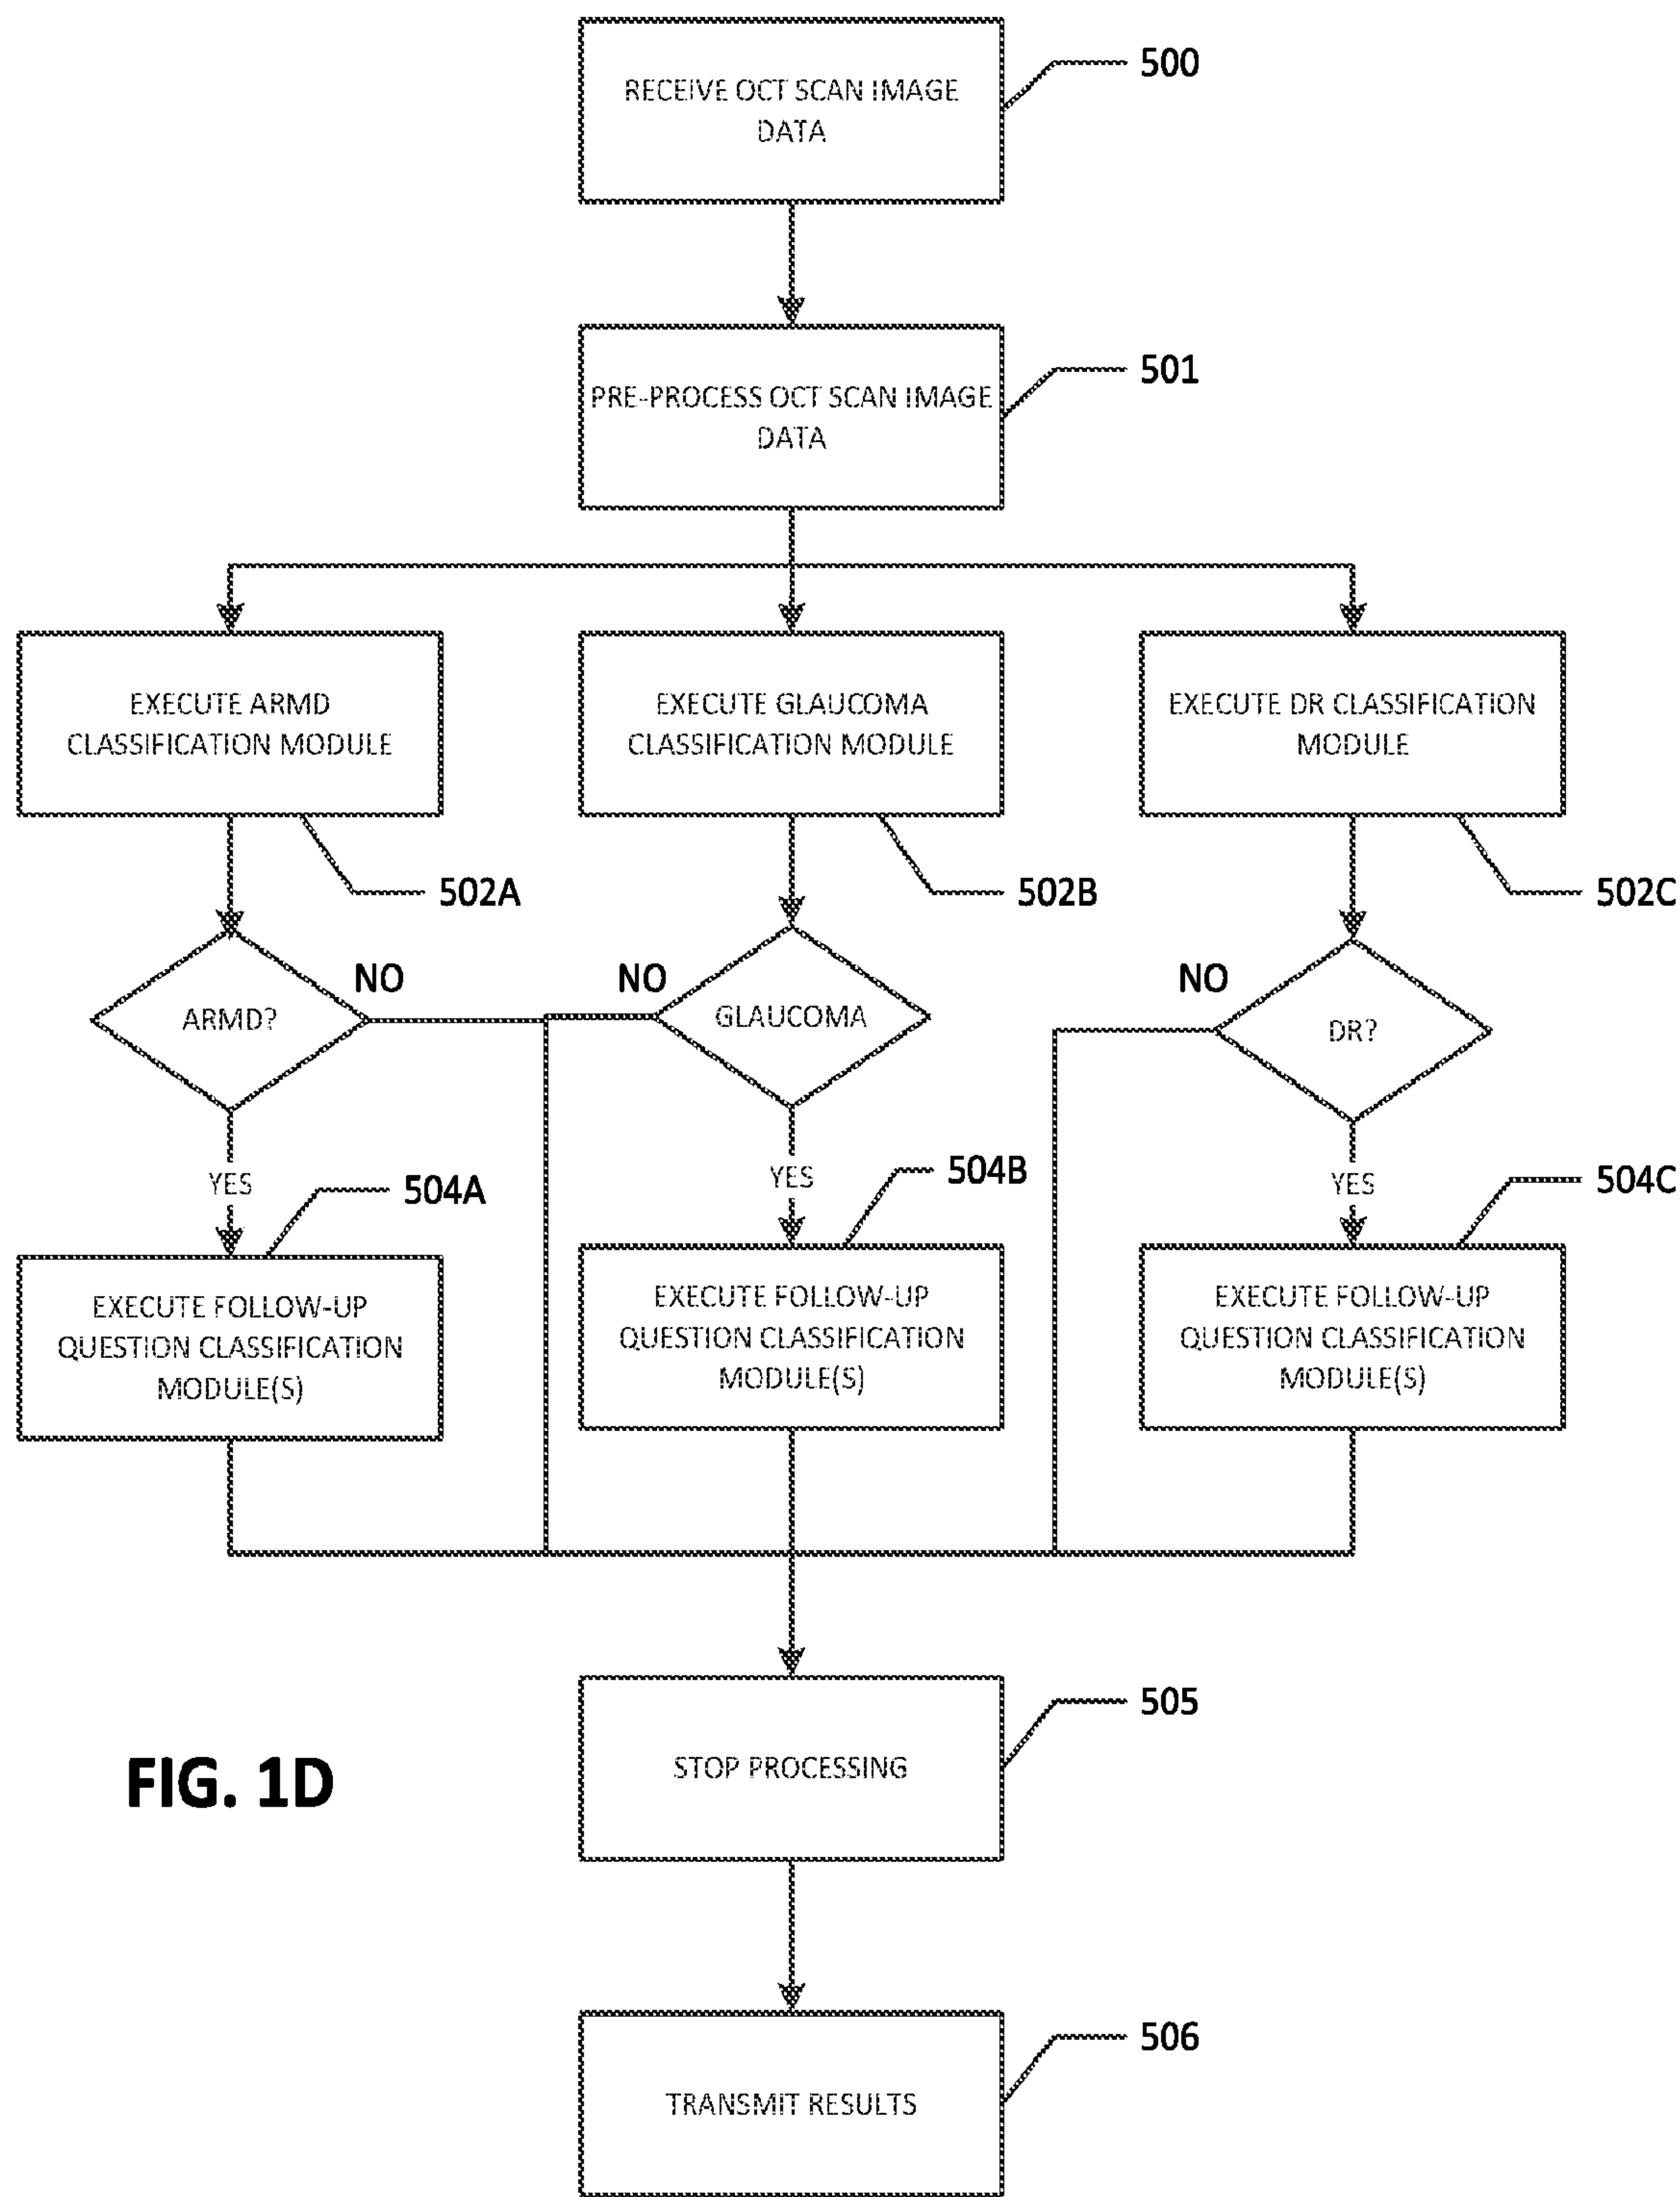 RECEIVE OCT SCAN IMAGE
DATA
500
PRE-PROCESS OCT SCAN IMAGE
DATA
501
EXECUTE ARMD
CLASSIFICATION MODULE
502A
EXECUTE GLAUCOMA
CLASSIFICATION MODULE
502B
EXECUTE DR CLASSIFICATION
MODULE
502C
ARMD?
NO
NO
GLAUCOMA
NO
DR?
YES
504A
YES
504B
YES
504C
EXECUTE FOLLOW-UP
QUESTION CLASSIFICATION
MODULE(S)
EXECUTE FOLLOW-UP
QUESTION CLASSIFICATION
MODULE(S)
EXECUTE FOLLOW-UP
QUESTION CLASSIFICATION
MODULE(S)
STOP PROCESSING
505
FIG. 1D
TRANSMIT RESULTS
506